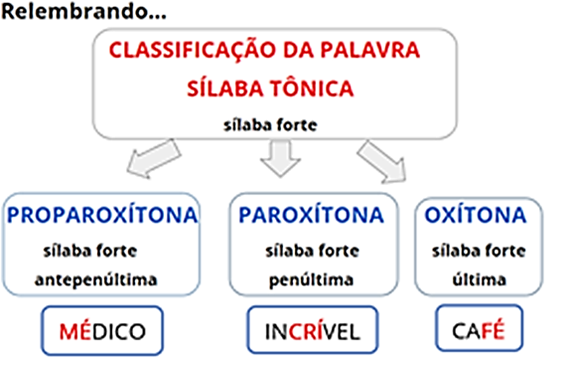 Relembrando...
CLASSIFICAÇÃO DA PALAVRA
SÍLABA TÔNICA
sílaba forte
PROPAROXÍTONA
sílaba forte
antepenúltima
MÉDICO
PAROXÍTONA
sílaba forte
penúltima
INCRÍVEL
OXÍTONA
sílaba forte
última
CAFÉ